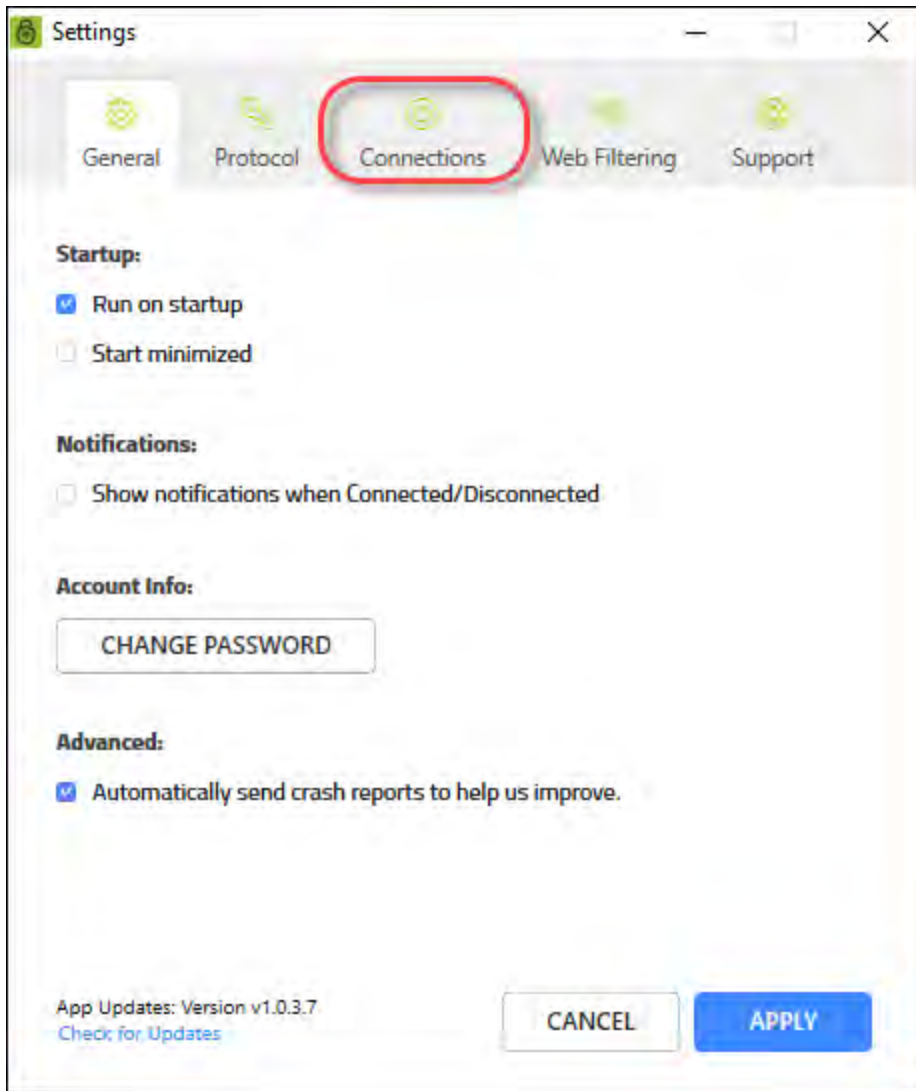 Settings
General
Protocol
Connections
Web Filtering
Support
Startup:
Run on startup
Start minimized
Notifications:
Show notifications when Connected/Disconnected
Account Info:
CHANGE PASSWORD
Advanced:
Automatically send crash reports to help us improve.
App Updates: Version v1.0.3.7
Check for Updates
CANCEL
APPLY